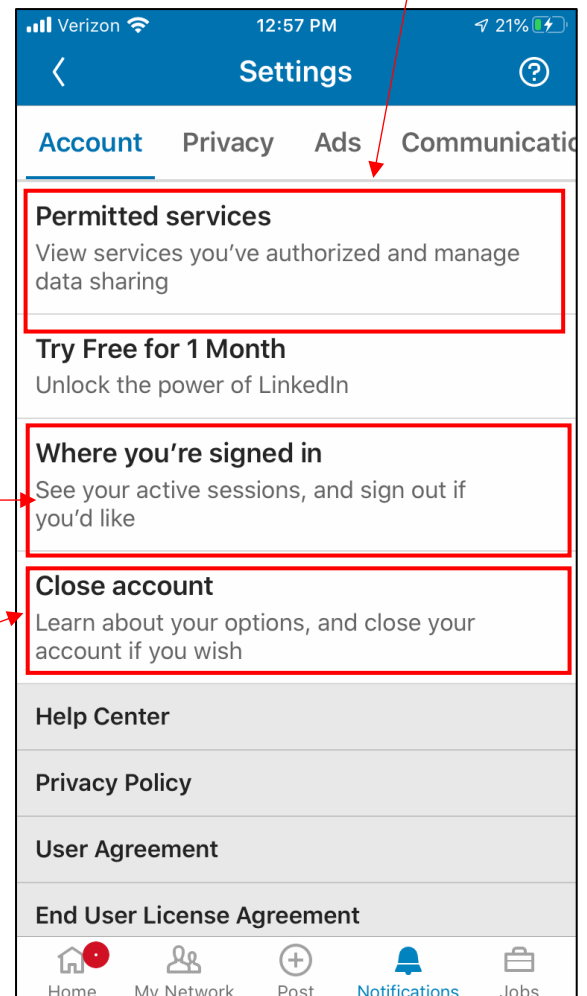 Verizon 12:57 PM 21%
Settings
Account Privacy Ads Communicatio
Permitted services
View services you’ve authorized and manage
data sharing
Try Free for 1 Month
Unlock the power of LinkedIn
Where you’re signed in
See your active sessions, and sign out if
you’d like
Close account
Learn about your options, and close your
account if you wish
Help Center
Privacy Policy
User Agreement
End User License Agreement
Home My Network Post Notifications Jobs